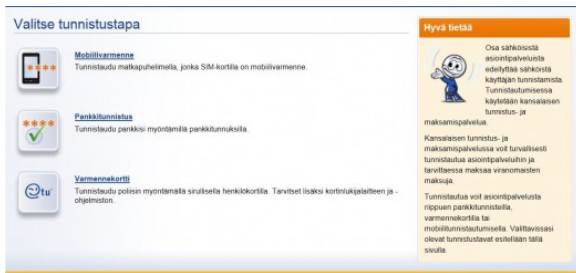 Valitse tunnistustapa
Mobiilivarmenne
Tunnistaudu matkapuhelimella, jonka SIM-kortilla on mobiilivarmenne.
Pankkitunnistus
Tunnistaudu pankkisi myöntämillä pankkitunnuksilla.
Varmennekortti
Tunnistaudu poliisin myöntämällä sirullisella henkilökortilla. Tarvitset lisäksi kortinlukijalaitteen ja -
ohjelmiston.
tu
Hyvä tietää
Osa sähköisistä
asiointipalveluista
edellyttää sähköistä
käyttäjän tunnistamista.
Tunnistautumisessa
käytetään kansalaisen
tunnistus- ja
maksamispalvelua.
Kansalaisen tunnistus- ja
maksamispalvelussa voit turvallisesti
tunnistautua asiointipalveluihin ja
tarvittaessa maksaa viranomaisten
maksuja.
Tunnistautua voit asiointipalvelusta
riippuen pankkitunnisteilla,
varmennekortilla tai
mobiilitunnistautumisella. Valittavissasi
olevat tunnistustavat esitellään tällä
sivulla.